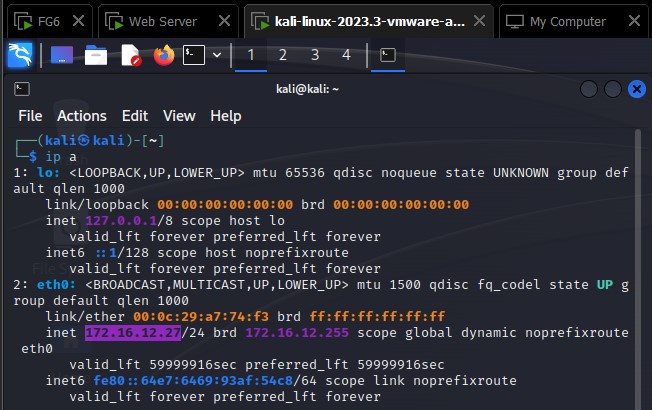 FG6 × Web Server × kali-linux-2023.3-vmware-a... × My Computer ×
1 2 3 4
kali@kali: ~
File Actions Edit View Help
┌──(kali㉿kali)-[~]
└─$ ip a
1: lo: <LOOPBACK,UP,LOWER_UP> mtu 65536 qdisc noqueue state UNKNOWN group def
ault qlen 1000
link/loopback 00:00:00:00:00:00 brd 00:00:00:00:00:00
inet 127.0.0.1/8 scope host lo
valid_lft forever preferred_lft forever
inet6 ::1/128 scope host noprefixroute
valid_lft forever preferred_lft forever
2: eth0: <BROADCAST,MULTICAST,UP,LOWER_UP> mtu 1500 qdisc fq_codel state UP g
roup default qlen 1000
link/ether 00:0c:29:a7:74:f3 brd ff:ff:ff:ff:ff:ff
inet 172.16.12.27/24 brd 172.16.12.255 scope global dynamic noprefixroute
eth0
valid_lft 59999916sec preferred_lft 59999916sec
inet6 fe80::64e7:6469:93af:54c8/64 scope link noprefixroute
valid_lft forever preferred_lft forever